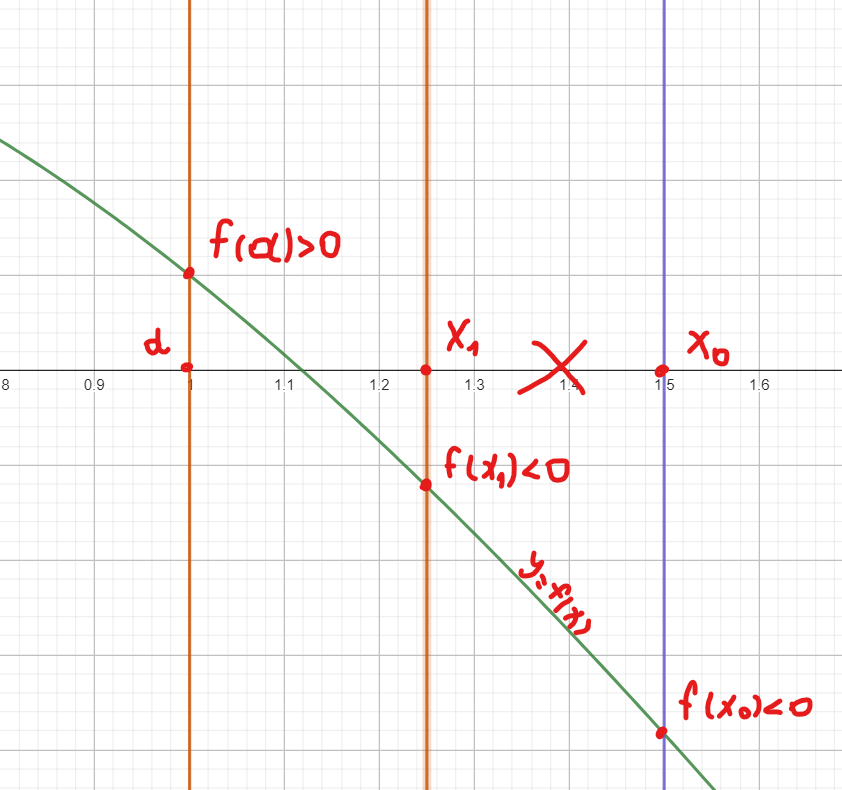 f(a)>0
a
x₁
x₀
8 0.9 1 1.1 1.2 1.3 1.4 1.5 1.6
f(x₁)<0
y=f(x)
f(x₀)<0